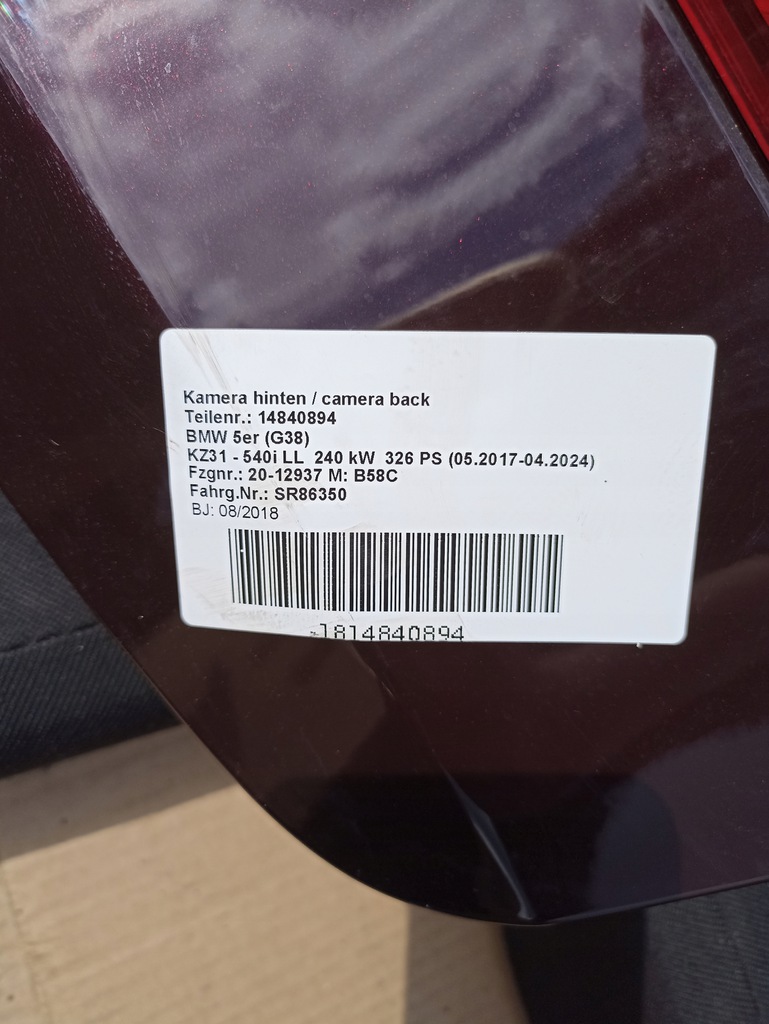 Kamera hinten / camera back
Teilenr.: 14840894
BMW 5er (G38)
KZ31 - 540i LL 240 kW 326 PS (05.2017-04.2024)
Fzgnr.: 20-12937 M: B58C
Fahrg.Nr.: SR86350
BJ: 08/2018
-1814840894